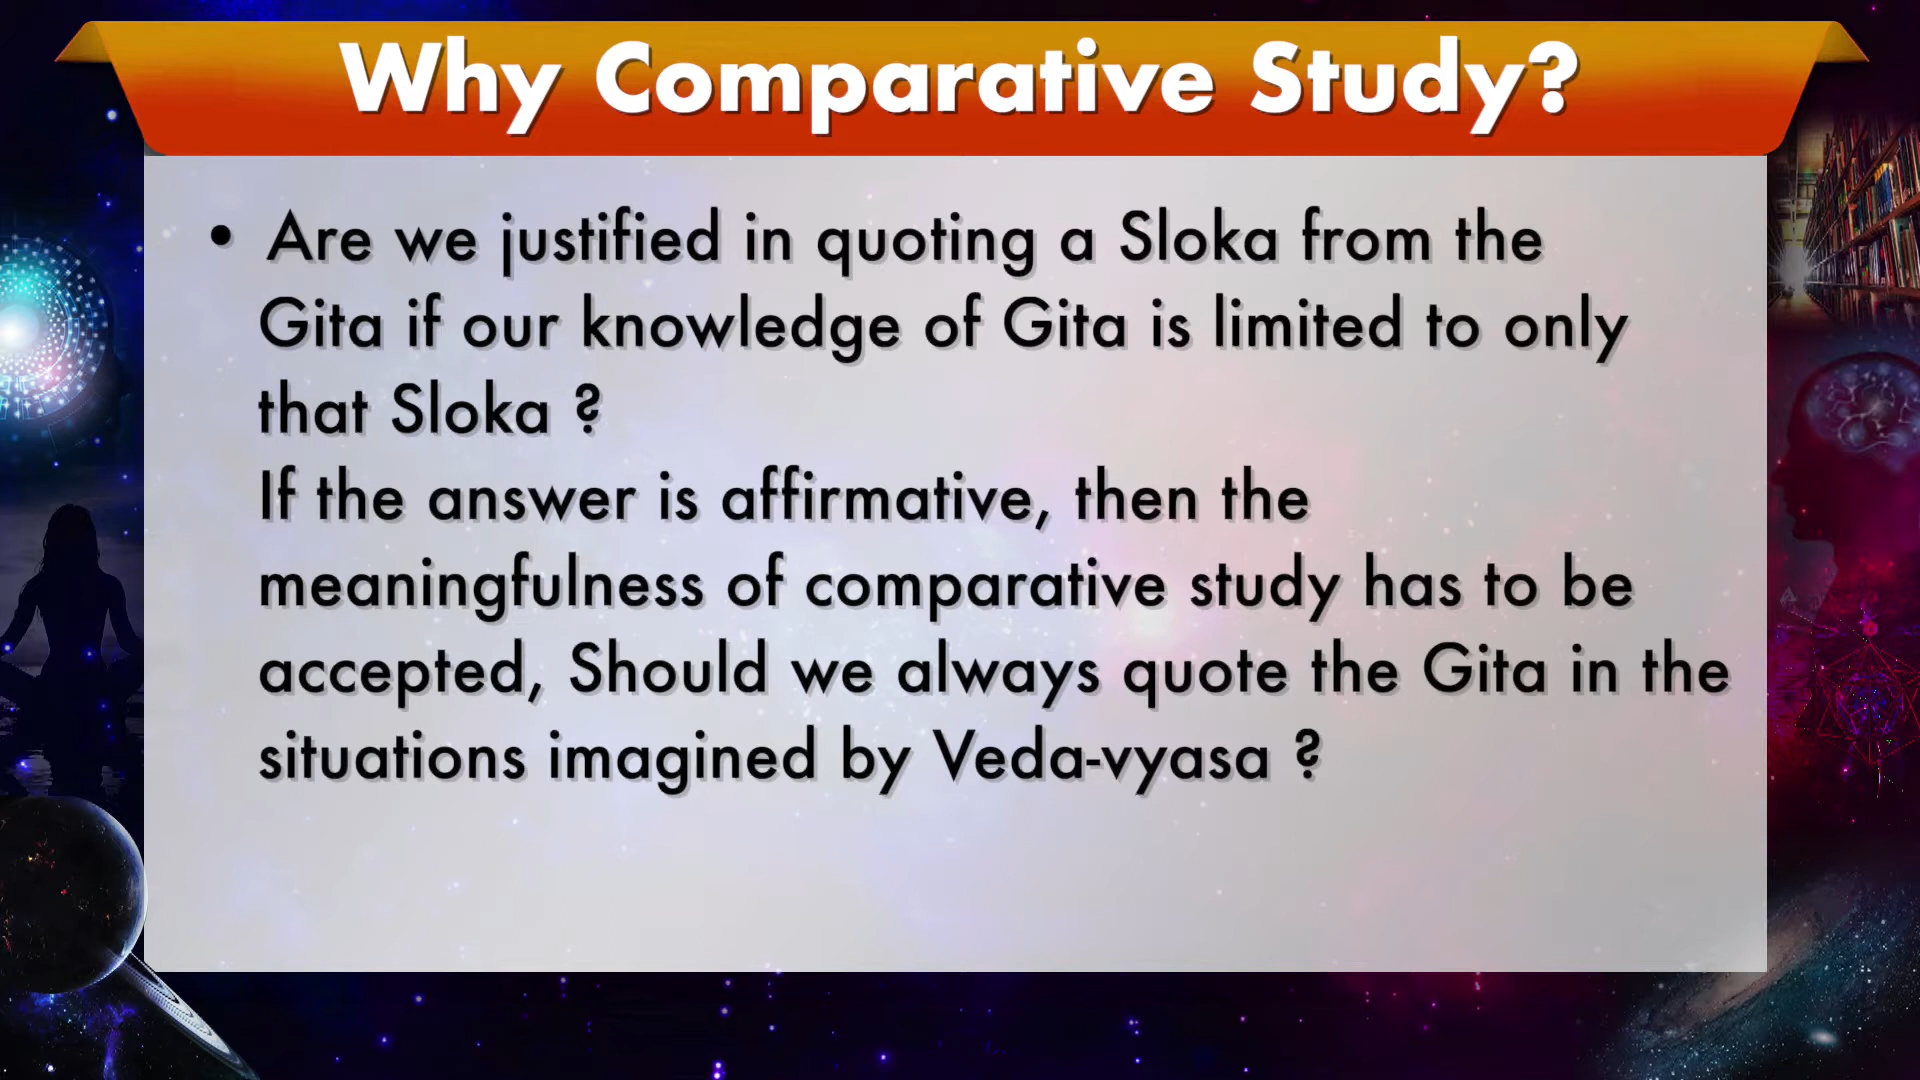 Why Comparative Study?
• Are we justified in quoting a Sloka from the
Gita if our knowledge of Gita is limited to only
that Sloka ?
If the answer is affirmative, then the
meaningfulness of comparative study has to be
accepted, Should we always quote the Gita in the
situations imagined by Veda-vyasa ?